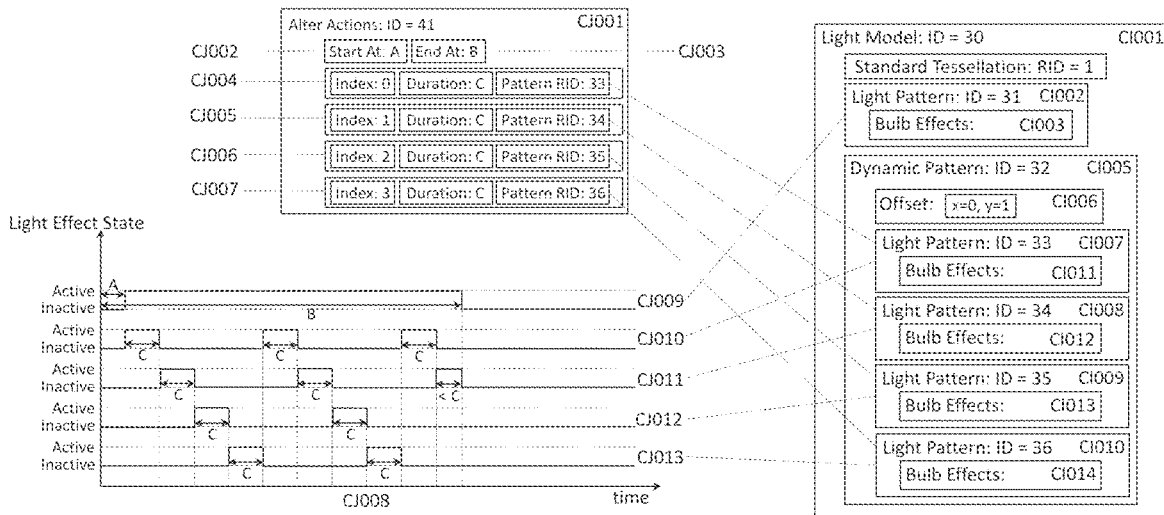 Alter Actions: ID = 41 CJ001
CJ002 Start At: A End At: B CJ003
CJ004 Index: 0 Duration: C Pattern RID: 33
CJ005 Index: 1 Duration: C Pattern RID: 34
CJ006 Index: 2 Duration: C Pattern RID: 35
CJ007 Index: 3 Duration: C Pattern RID: 36
Light Model: ID = 30 CI001
Standard Tessellation: RID = 1
Light Pattern: ID = 31 CI002
Bulb Effects: CI003
Dynamic Pattern: ID = 32 CI005
Offset: x=0, y=1 CI006
Light Pattern: ID = 33 CI007
Bulb Effects: CI011
Light Pattern: ID = 34 CI008
Bulb Effects: CI012
Light Pattern: ID = 35 CI009
Bulb Effects: CI013
Light Pattern: ID = 36 CI010
Bulb Effects: CI014
Light Effect State
A
Active
Inactive CJ009
B
Active
Inactive CJ010
C C C
Active
Inactive CJ011
C C < C
Active
Inactive CJ012
C C
Active
Inactive CJ013
C C
CJ008 time